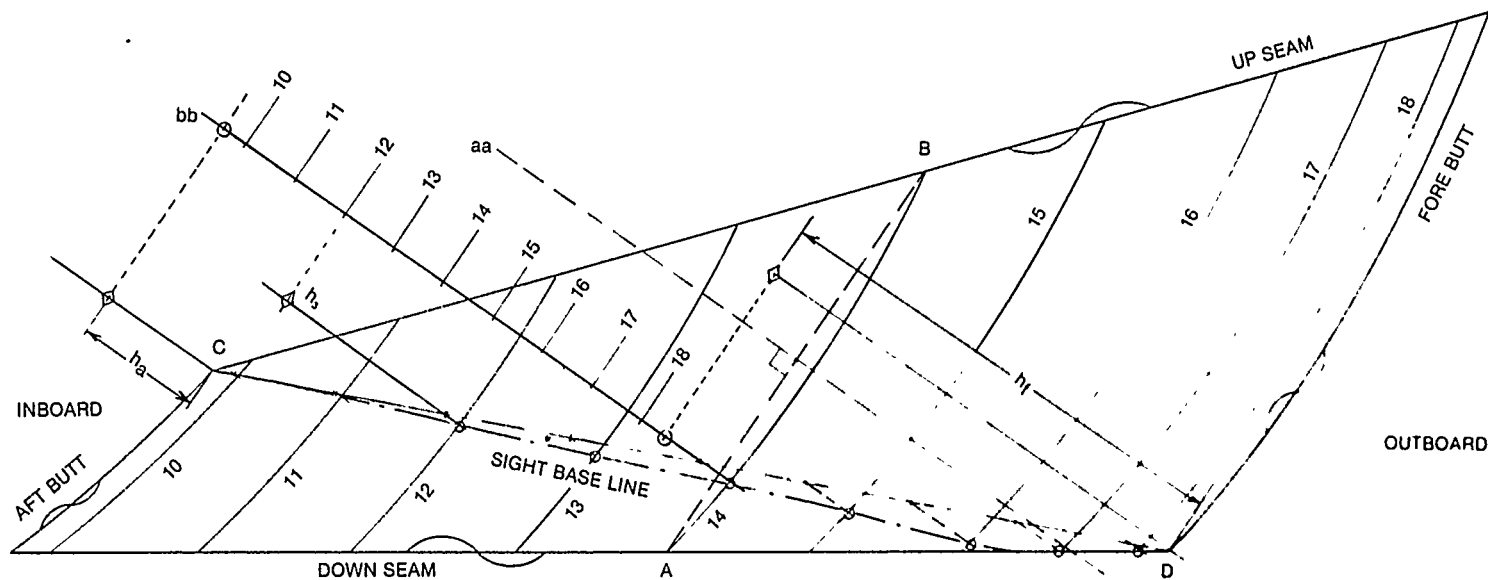 UP SEAM
10
bb
11
12
aa
13
14
B
15
16
17
18
15
16
17
18
FORE BUTT
C
hₐ
h₃
h_f
INBOARD
OUTBOARD
AFT BUTT
10
11
12
SIGHT BASE LINE
13
14
DOWN SEAM
A
D